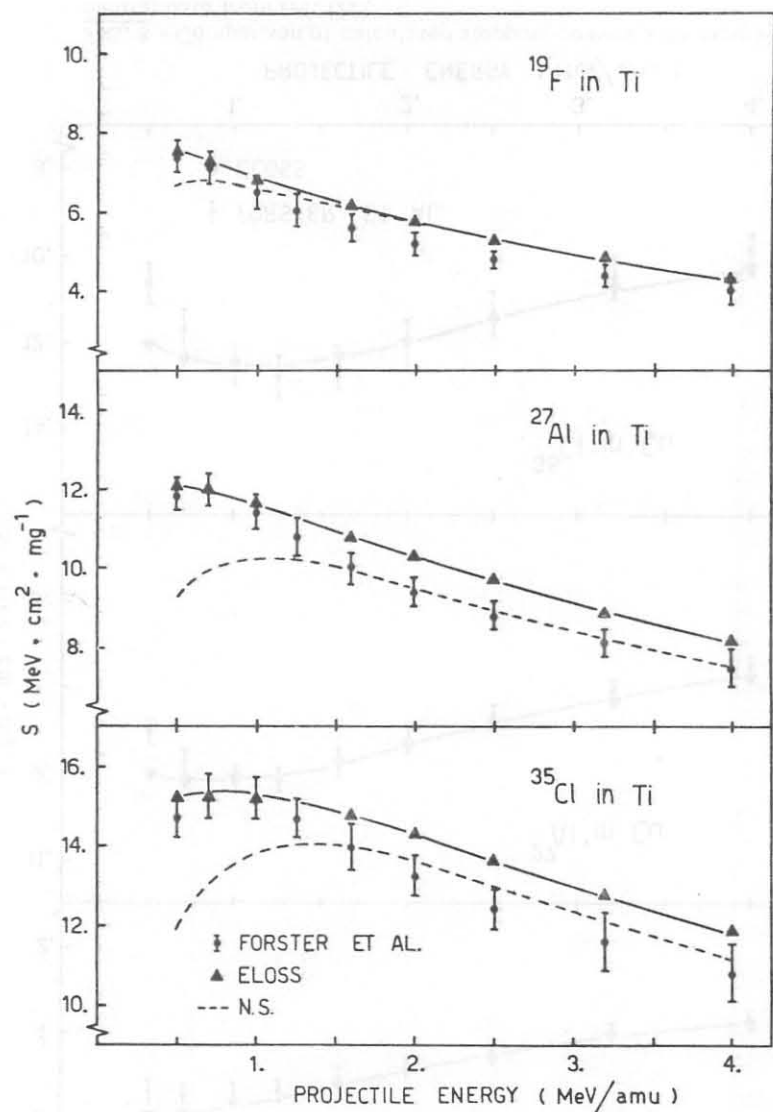 10.
8.
6.
4.
¹⁹F in Ti
14.
12.
10.
8.
²⁷Al in Ti
S (MeV · cm² · mg⁻¹)
16.
14.
12.
10.
³⁵Cl in Ti
FORSTER ET AL.
ELOSS
N.S.
1. 2. 3. 4.
PROJECTILE ENERGY (MeV/amu)